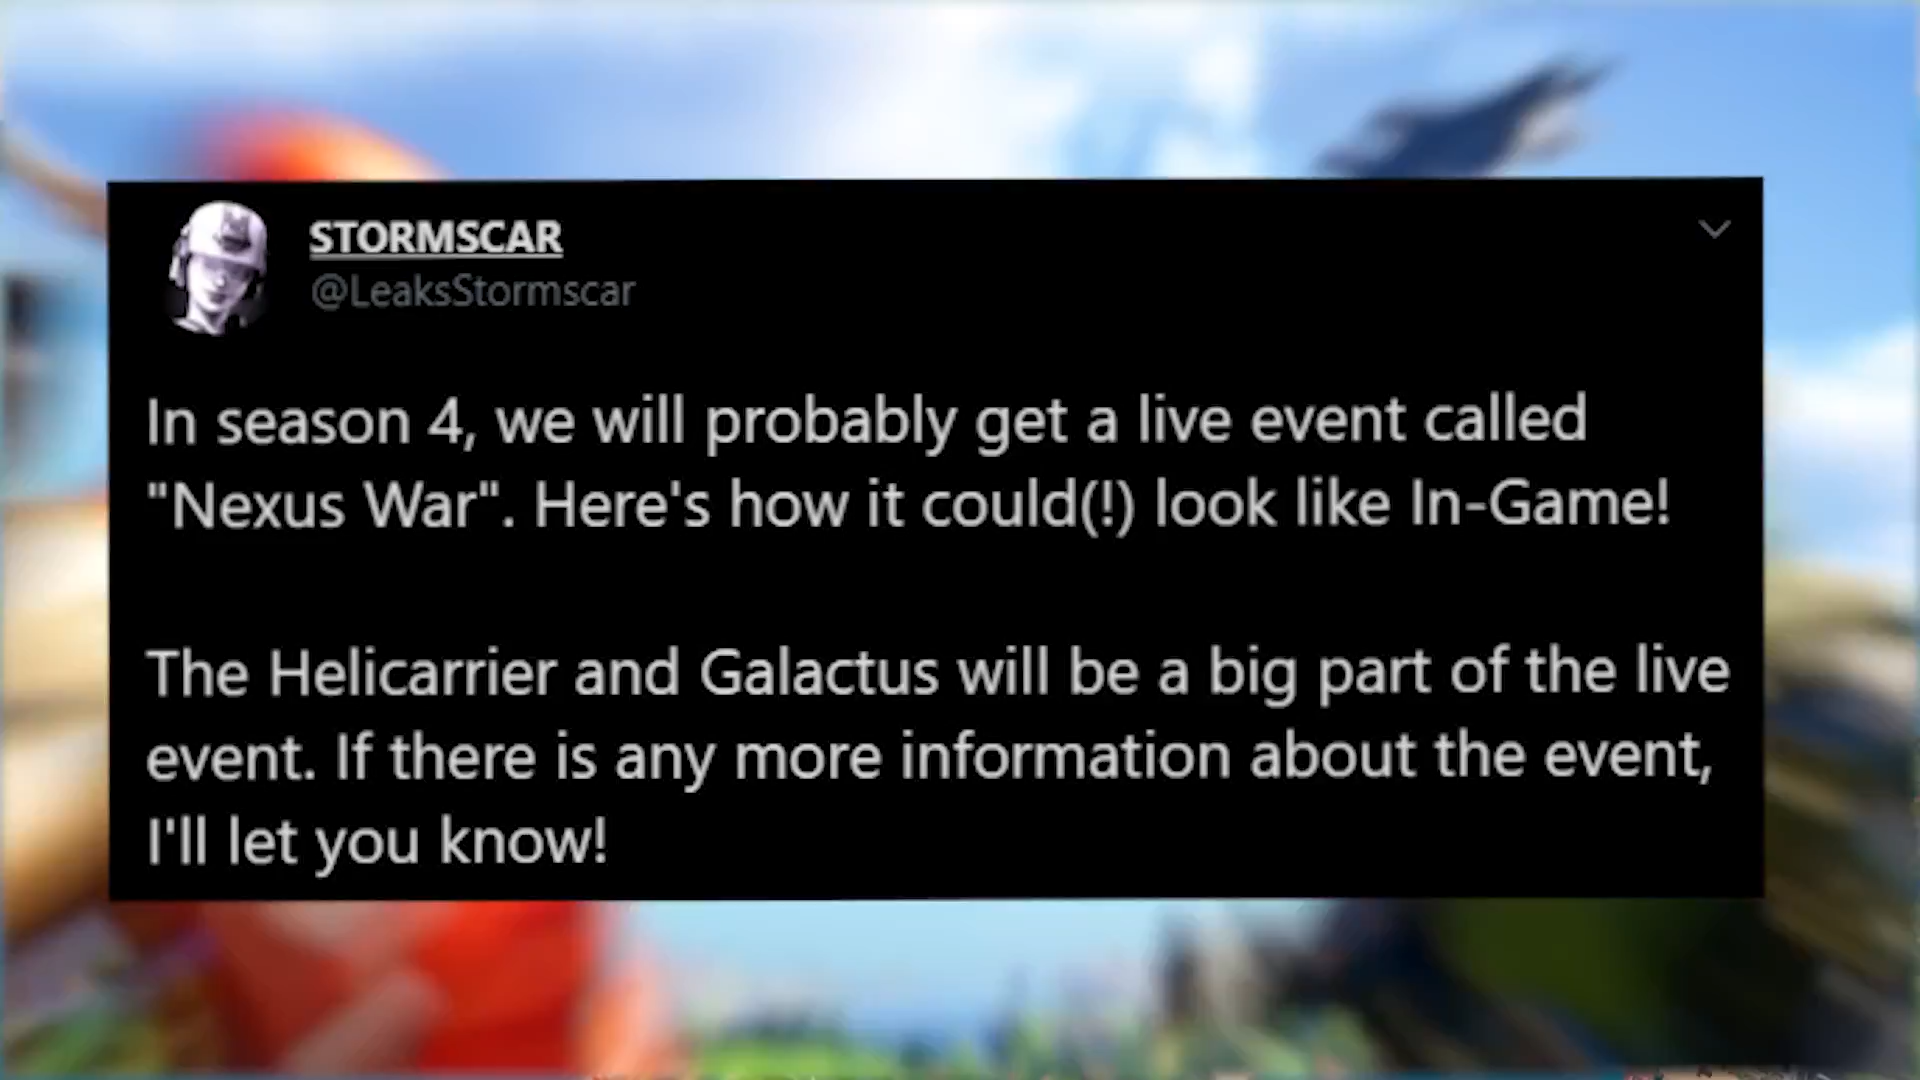 STORMSCAR
@LeaksStormscar
In season 4, we will probably get a live event called
"Nexus War". Here's how it could(!) look like In-Game!
The Helicarrier and Galactus will be a big part of the live
event. If there is any more information about the event,
I'll let you know!